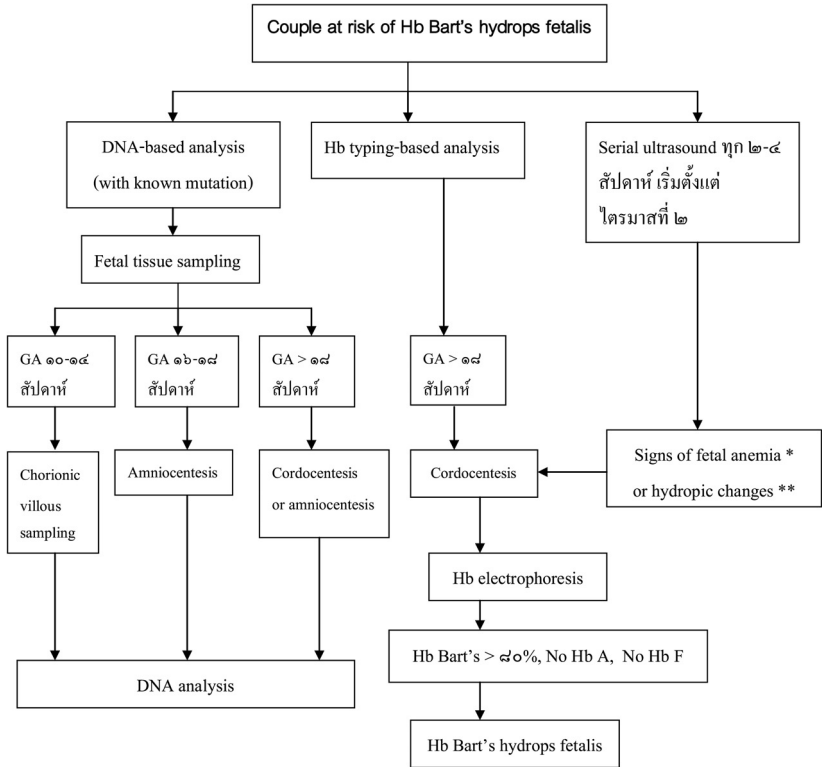 Couple at risk of Hb Bart's hydrops fetalis
DNA-based analysis
(with known mutation)
Hb typing-based analysis
Serial ultrasound ทุก ๒-๔
สัปดาห์ เริ่มตั้งแต่
ไตรมาสที่ ๒
Fetal tissue sampling
GA ๑๐-๑๔
สัปดาห์
GA ๑๖-๑๘
สัปดาห์
GA > ๑๘
สัปดาห์
GA > ๑๘
สัปดาห์
Chorionic
villous
sampling
Amniocentesis
Cordocentesis
or amniocentesis
Cordocentesis
Signs of fetal anemia *
or hydropic changes **
Hb electrophoresis
Hb Bart's > ๘๐%, No Hb A, No Hb F
DNA analysis
Hb Bart's hydrops fetalis